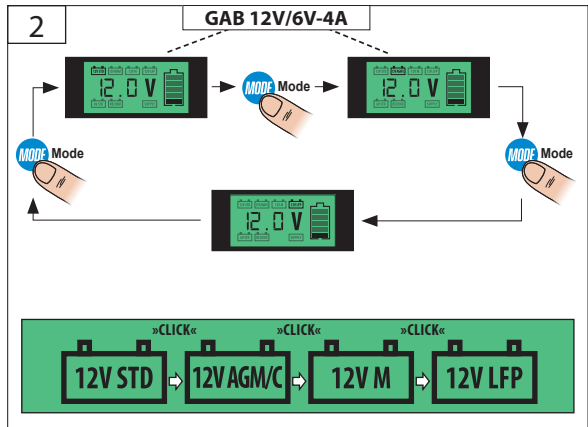 2
GAB 12V/6V-4A
12.0 V
MODE Mode
12.0 V
MODE Mode
MODE Mode
12.0 V
»CLICK« »CLICK« »CLICK«
12V STD 12V AGM/C 12V M 12V LFP